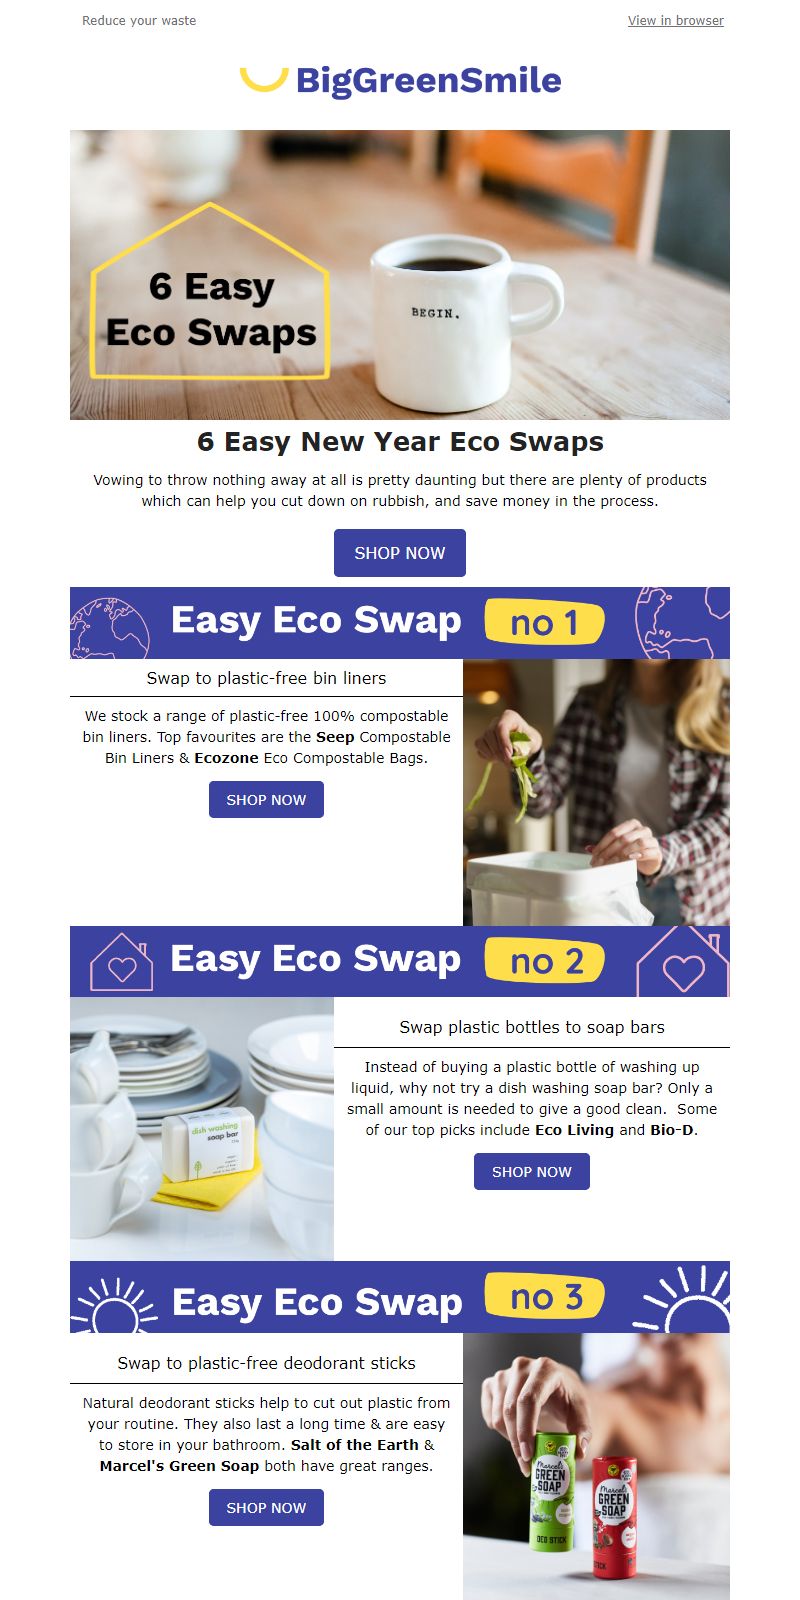 Reduce your waste
View in browser
BigGreenSmile
6 Easy
Eco Swaps
BEGIN.
6 Easy New Year Eco Swaps
Vowing to throw nothing away at all is pretty daunting but there are plenty of products
which can help you cut down on rubbish, and save money in the process.
SHOP NOW
Easy Eco Swap no 1
Swap to plastic-free bin liners
We stock a range of plastic-free 100% compostable
bin liners. Top favourites are the Seep Compostable
Bin Liners & Ecozone Eco Compostable Bags.
SHOP NOW
Easy Eco Swap no 2
dish washing
soap bar
Swap plastic bottles to soap bars
Instead of buying a plastic bottle of washing up
liquid, why not try a dish washing soap bar? Only a
small amount is needed to give a good clean.  Some
of our top picks include Eco Living and Bio-D.
SHOP NOW
Easy Eco Swap no 3
Swap to plastic-free deodorant sticks
Natural deodorant sticks help to cut out plastic from
your routine. They also last a long time & are easy
to store in your bathroom. Salt of the Earth &
Marcel's Green Soap both have great ranges.
SHOP NOW
Marcel's
GREEN
SOAP
DEO STICK
Marcel's
GREEN
SOAP
STICK